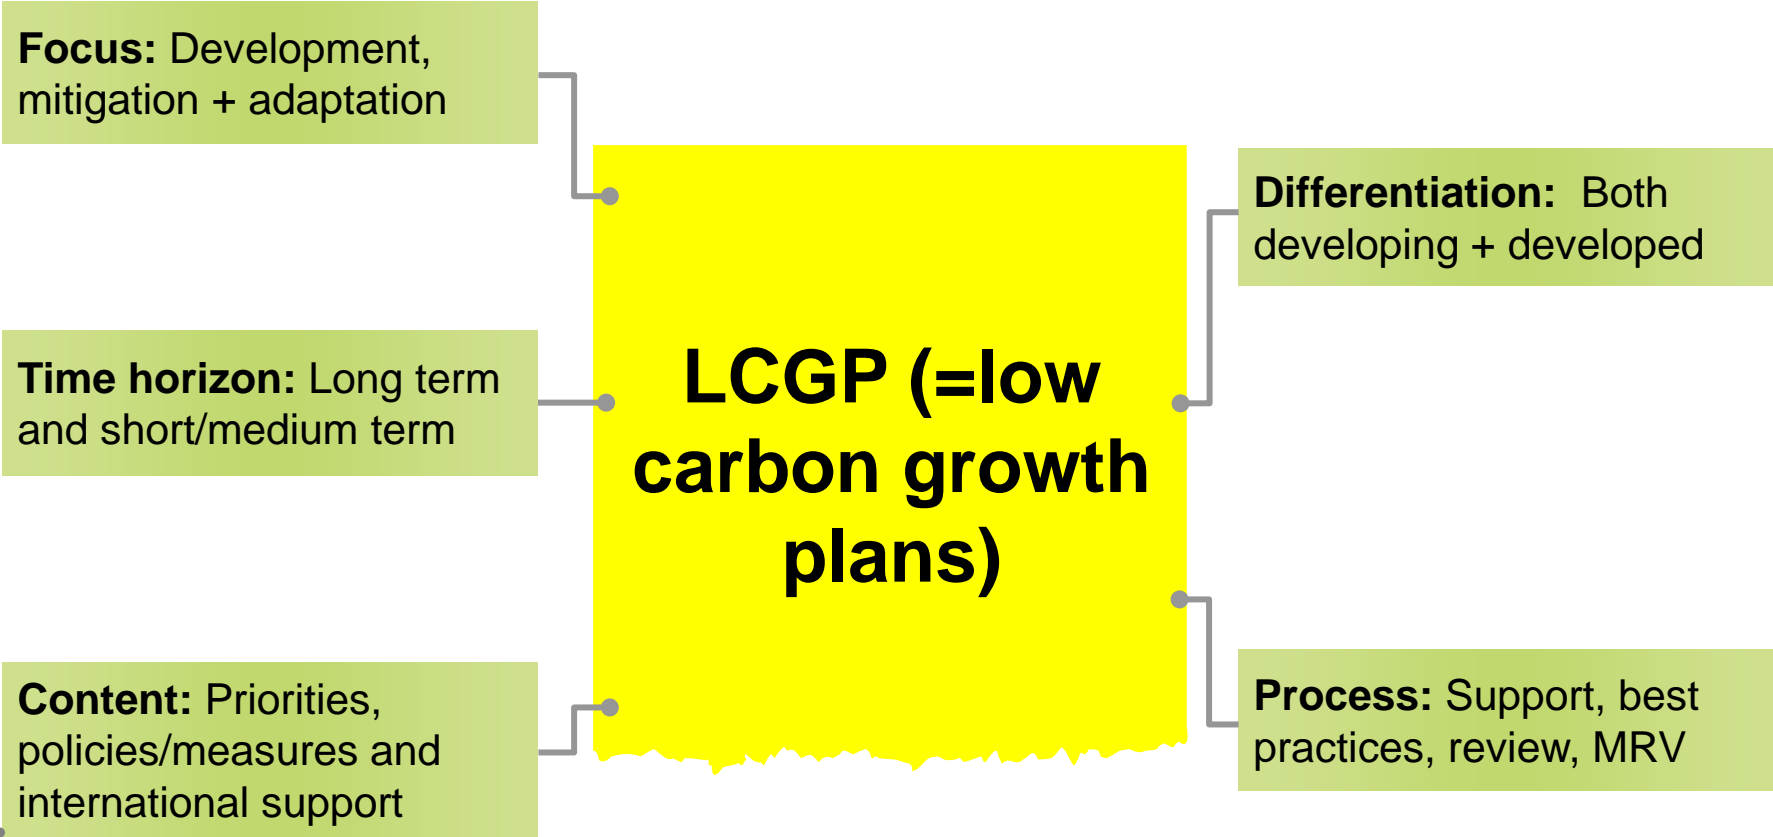 Focus: Development,
mitigation + adaptation
Time horizon: Long term
and short/medium term
Content: Priorities,
policies/measures and
international support
LCGP (=low
carbon growth
plans)
Differentiation:  Both
developing + developed
Process: Support, best
practices, review, MRV